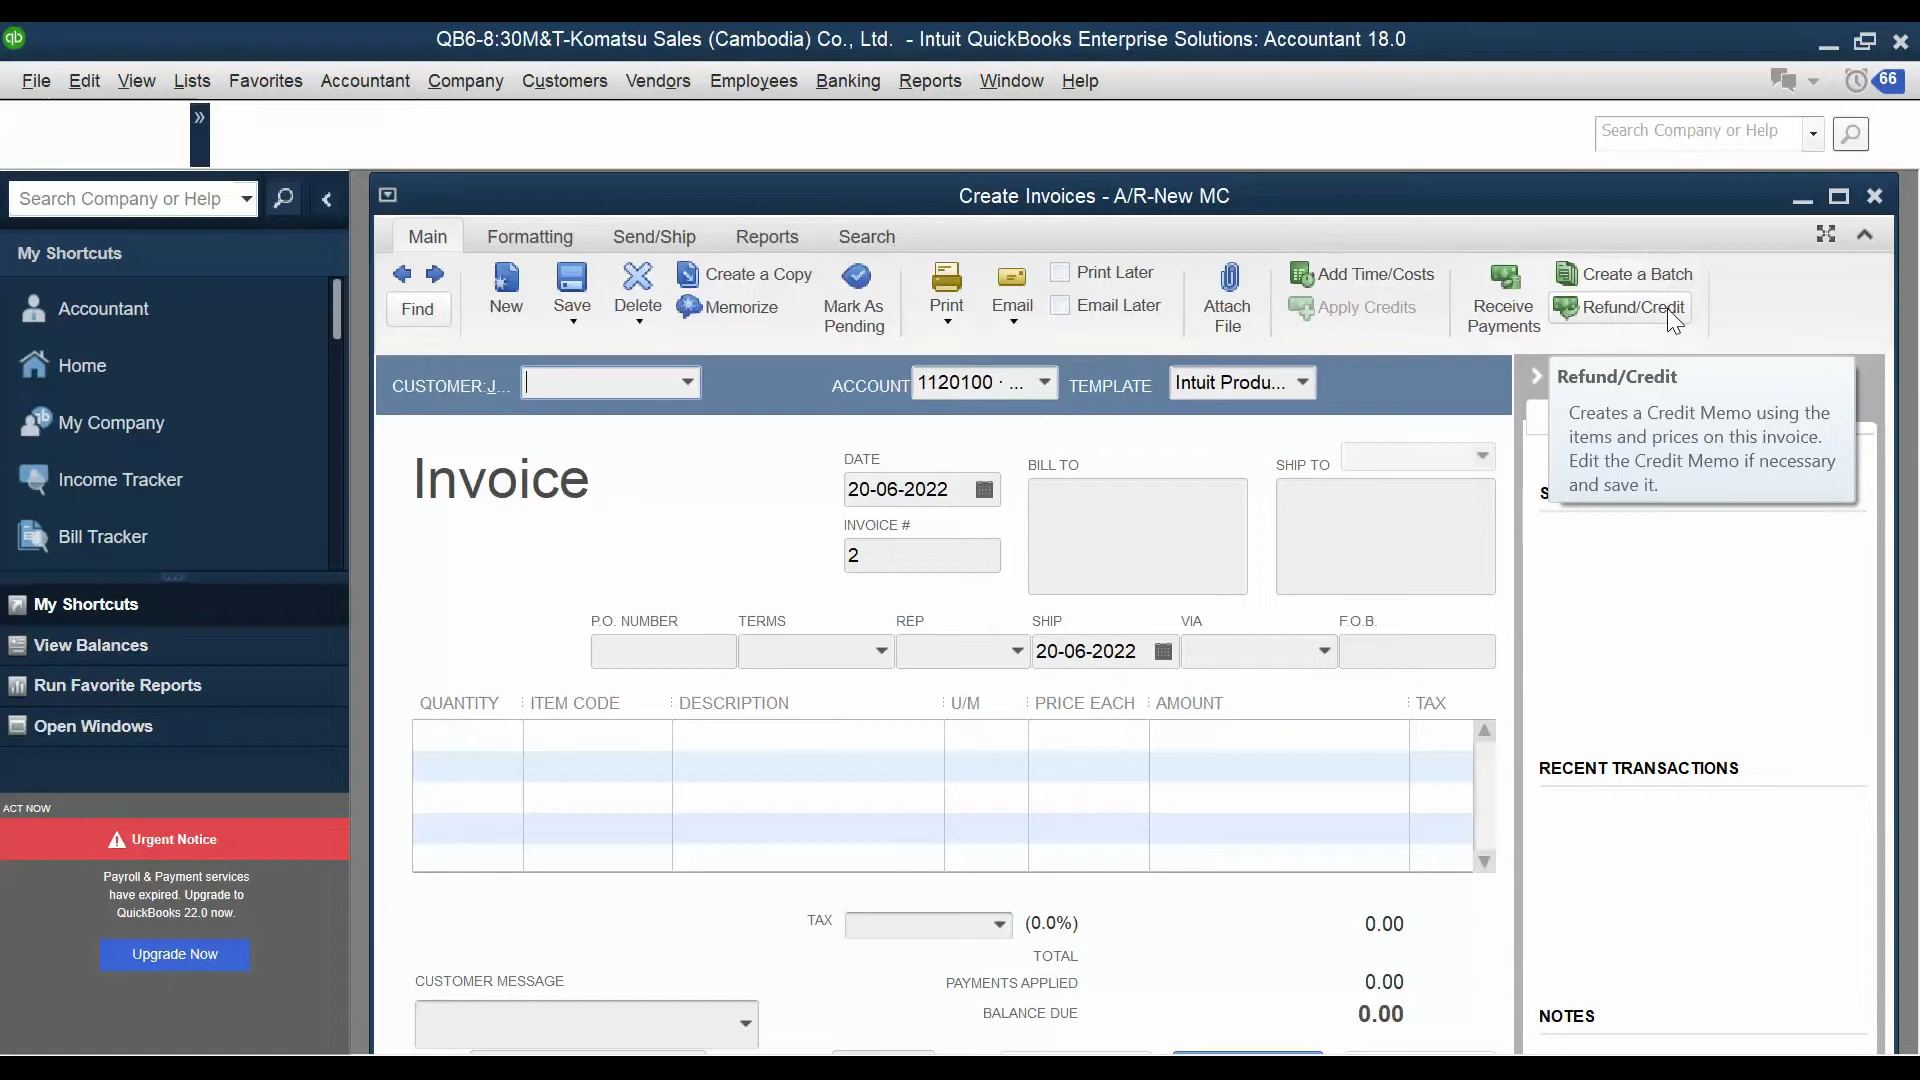 qb
QB6-8:30M&T-Komatsu Sales (Cambodia) Co., Ltd. - Intuit QuickBooks Enterprise Solutions: Accountant 18.0
File Edit View Lists Favorites Accountant Company Customers Vendors Employees Banking Reports Window Help
66
»
Search Company or Help
Search Company or Help
My Shortcuts
Accountant
Home
My Company
Income Tracker
Bill Tracker
My Shortcuts
View Balances
Run Favorite Reports
Open Windows
ACT NOW
Urgent Notice
Payroll & Payment services
have expired. Upgrade to
QuickBooks 22.0 now.
Upgrade Now
Create Invoices - A/R-New MC
Main Formatting Send/Ship Reports Search
Find
New
Save
Delete
Create a Copy
Memorize
Mark As
Pending
Print
Email
Print Later
Email Later
Attach
File
Add Time/Costs
Apply Credits
Receive
Payments
Create a Batch
Refund/Credit
CUSTOMER:J...
ACCOUNT 1120100 · ...
TEMPLATE Intuit Produ...
Refund/Credit
Creates a Credit Memo using the
items and prices on this invoice.
Edit the Credit Memo if necessary
and save it.
Invoice
DATE
20-06-2022
INVOICE #
2
BILL TO
SHIP TO
S
P.O. NUMBER TERMS REP SHIP VIA F.O.B.
20-06-2022
QUANTITY ITEM CODE DESCRIPTION U/M PRICE EACH AMOUNT TAX
RECENT TRANSACTIONS
TAX (0.0%) 0.00
TOTAL
CUSTOMER MESSAGE
PAYMENTS APPLIED 0.00
BALANCE DUE 0.00
NOTES